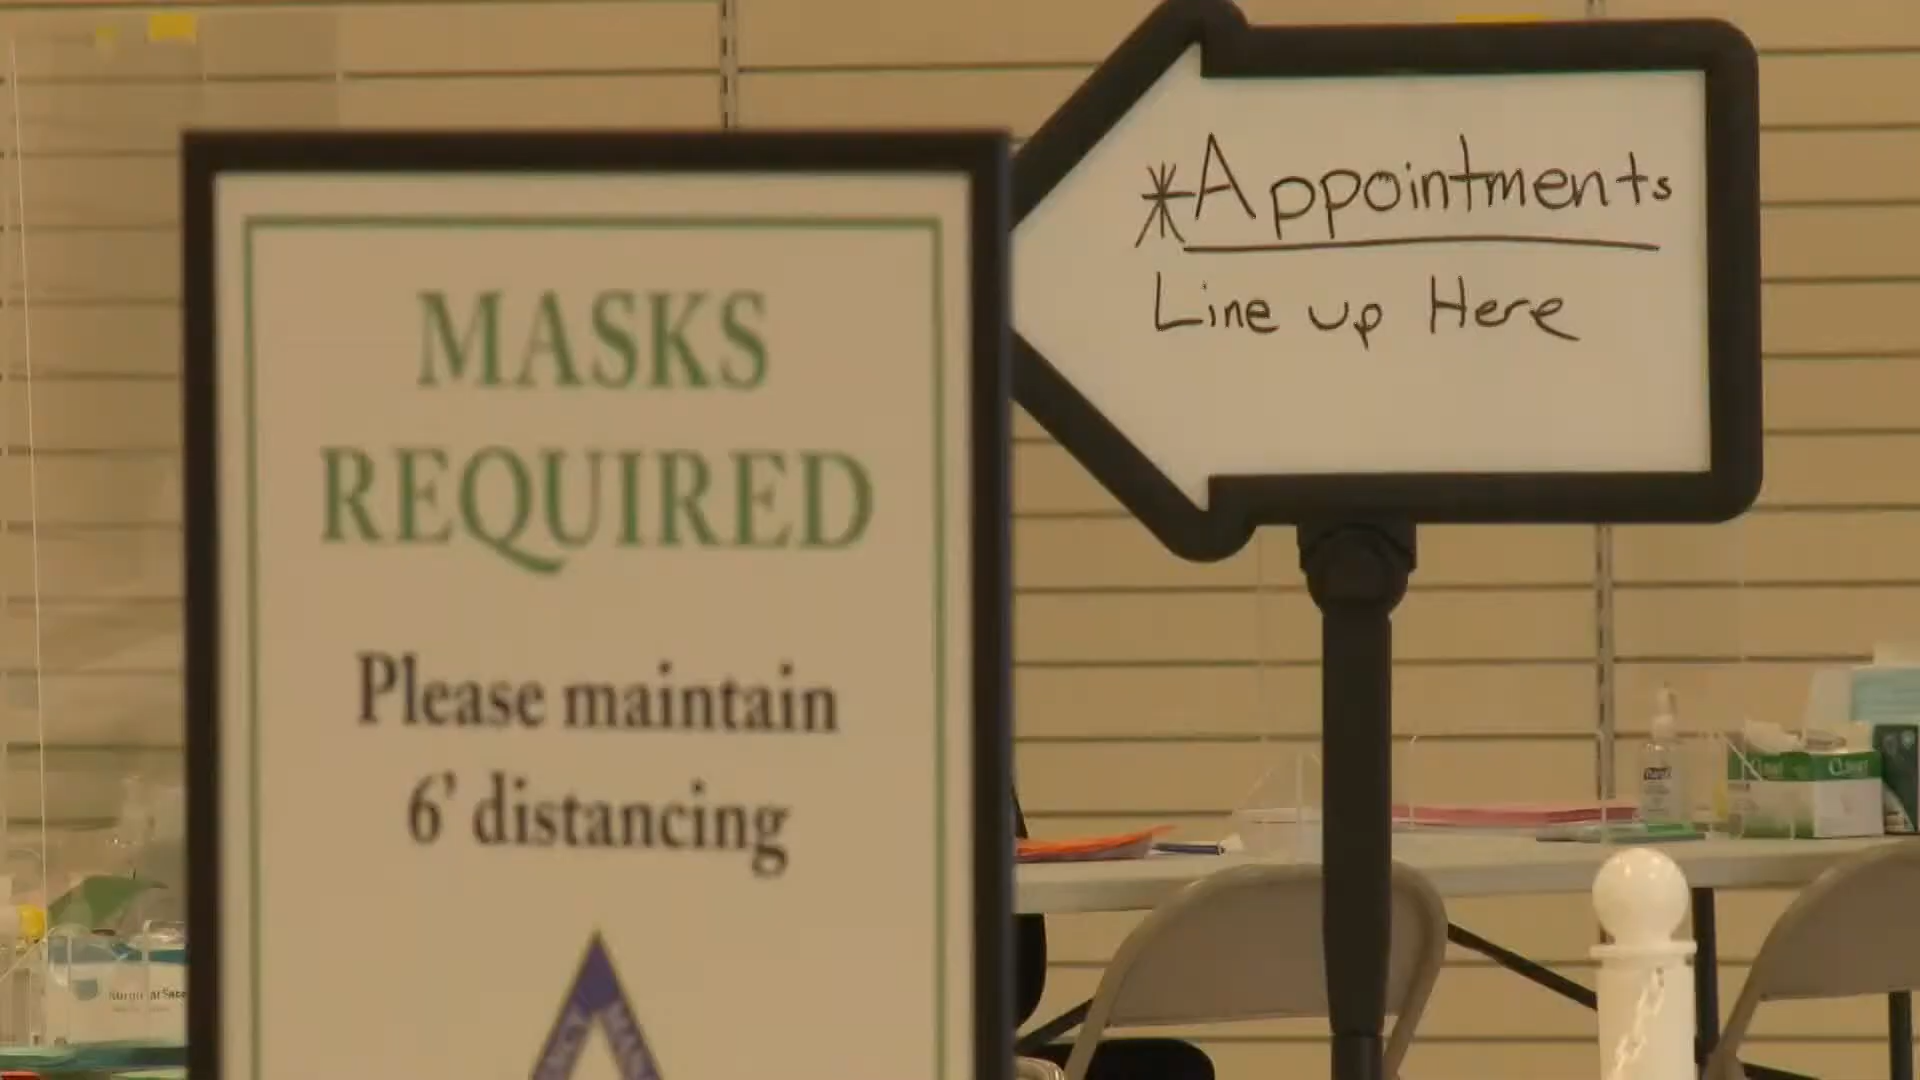 MASKS
REQUIRED
Please maintain
6' distancing
*Appointments
Line up Here